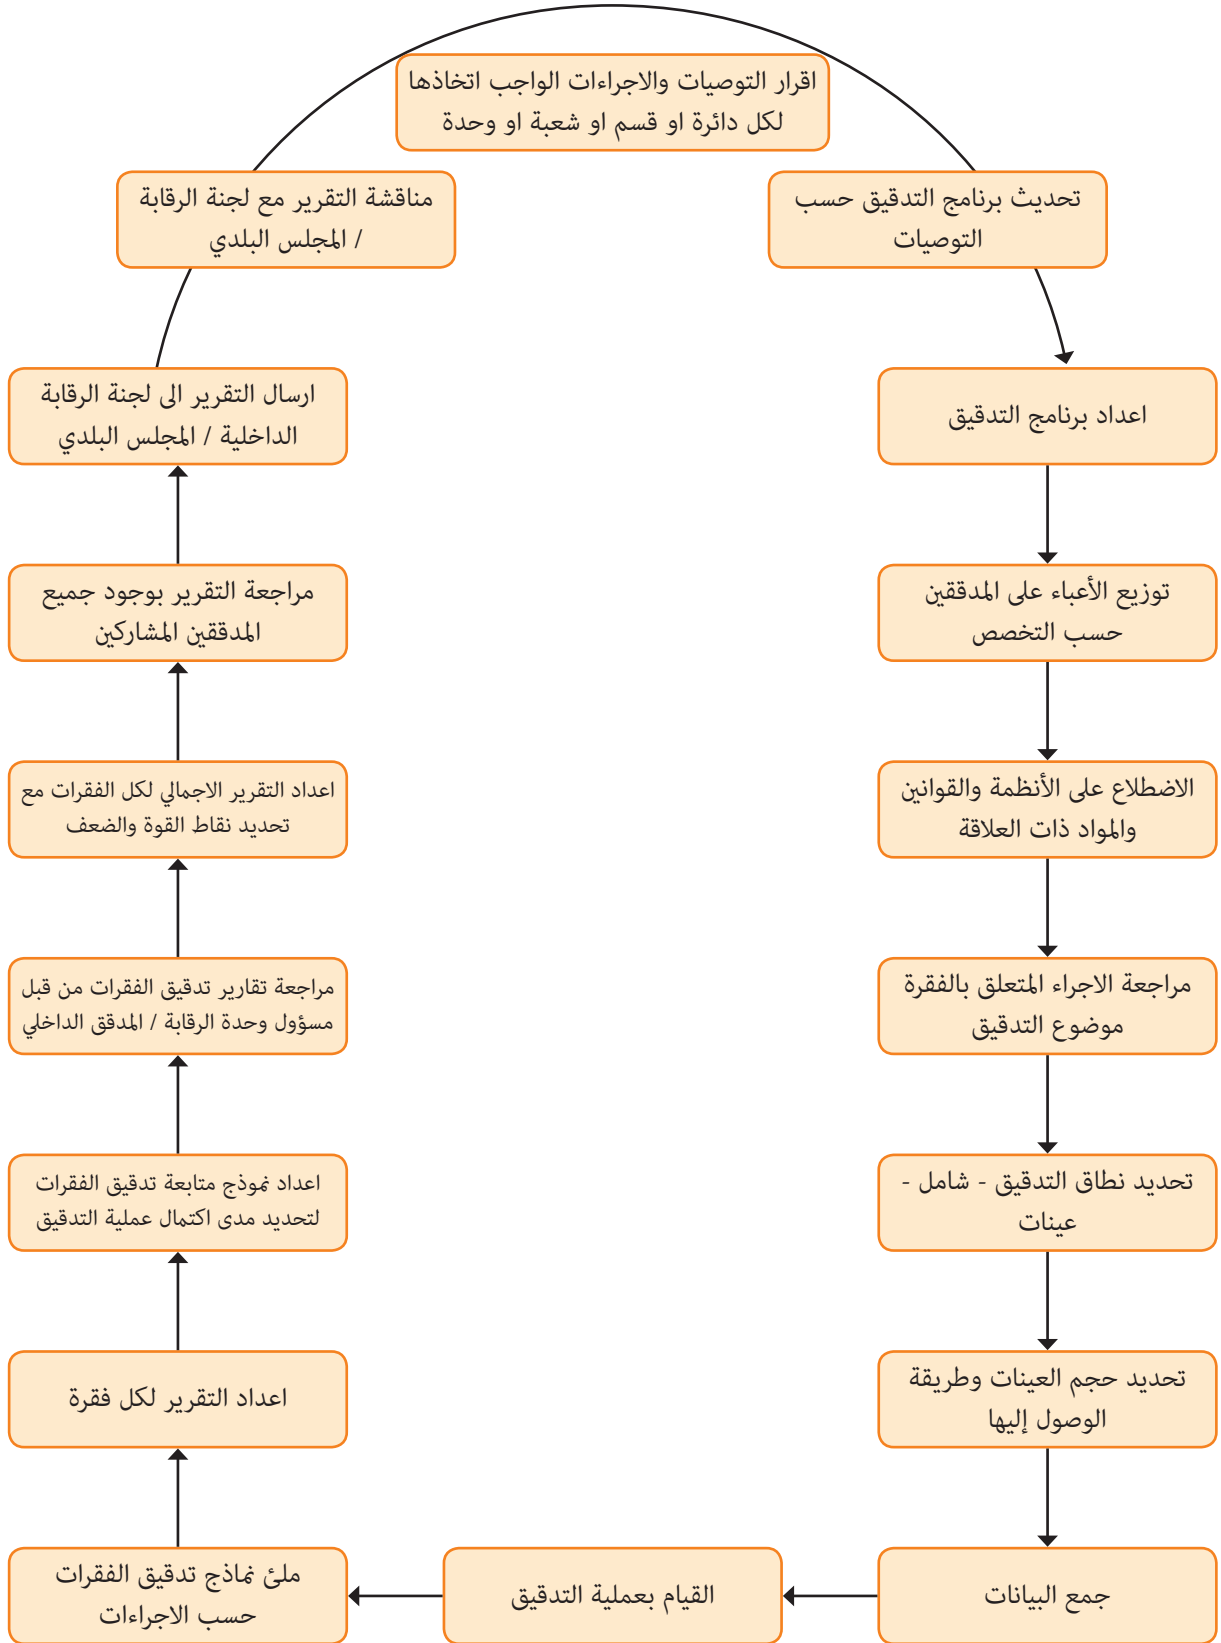 اقرار التوصيات والاجراءات الواجب اتخاذها
لكل دائرة او قسم او شعبة او وحدة
تحديث برنامج التدقيق حسب
التوصيات
مناقشة التقرير مع لجنة الرقابة
/ المجلس البلدي
اعداد برنامج التدقيق
ارسال التقرير الى لجنة الرقابة
الداخلية / المجلس البلدي
توزيع الأعباء على المدققين
حسب التخصص
مراجعة التقرير بوجود جميع
المدققين المشاركين
الاضطلاع على الأنظمة والقوانين
والمواد ذات العلاقة
اعداد التقرير الاجمالي لكل الفقرات مع
تحديد نقاط القوة والضعف
مراجعة الاجراء المتعلق بالفقرة
موضوع التدقيق
مراجعة تقارير تدقيق الفقرات من قبل
مسؤول وحدة الرقابة / المدقق الداخلي
تحديد نطاق التدقيق - شامل -
عينات
اعداد نموذج متابعة تدقيق الفقرات
لتحديد مدى اكتمال عملية التدقيق
تحديد حجم العينات وطريقة
الوصول إليها
اعداد التقرير لكل فقرة
جمع البيانات
القيام بعملية التدقيق
ملئ نماذج تدقيق الفقرات
حسب الاجراءات